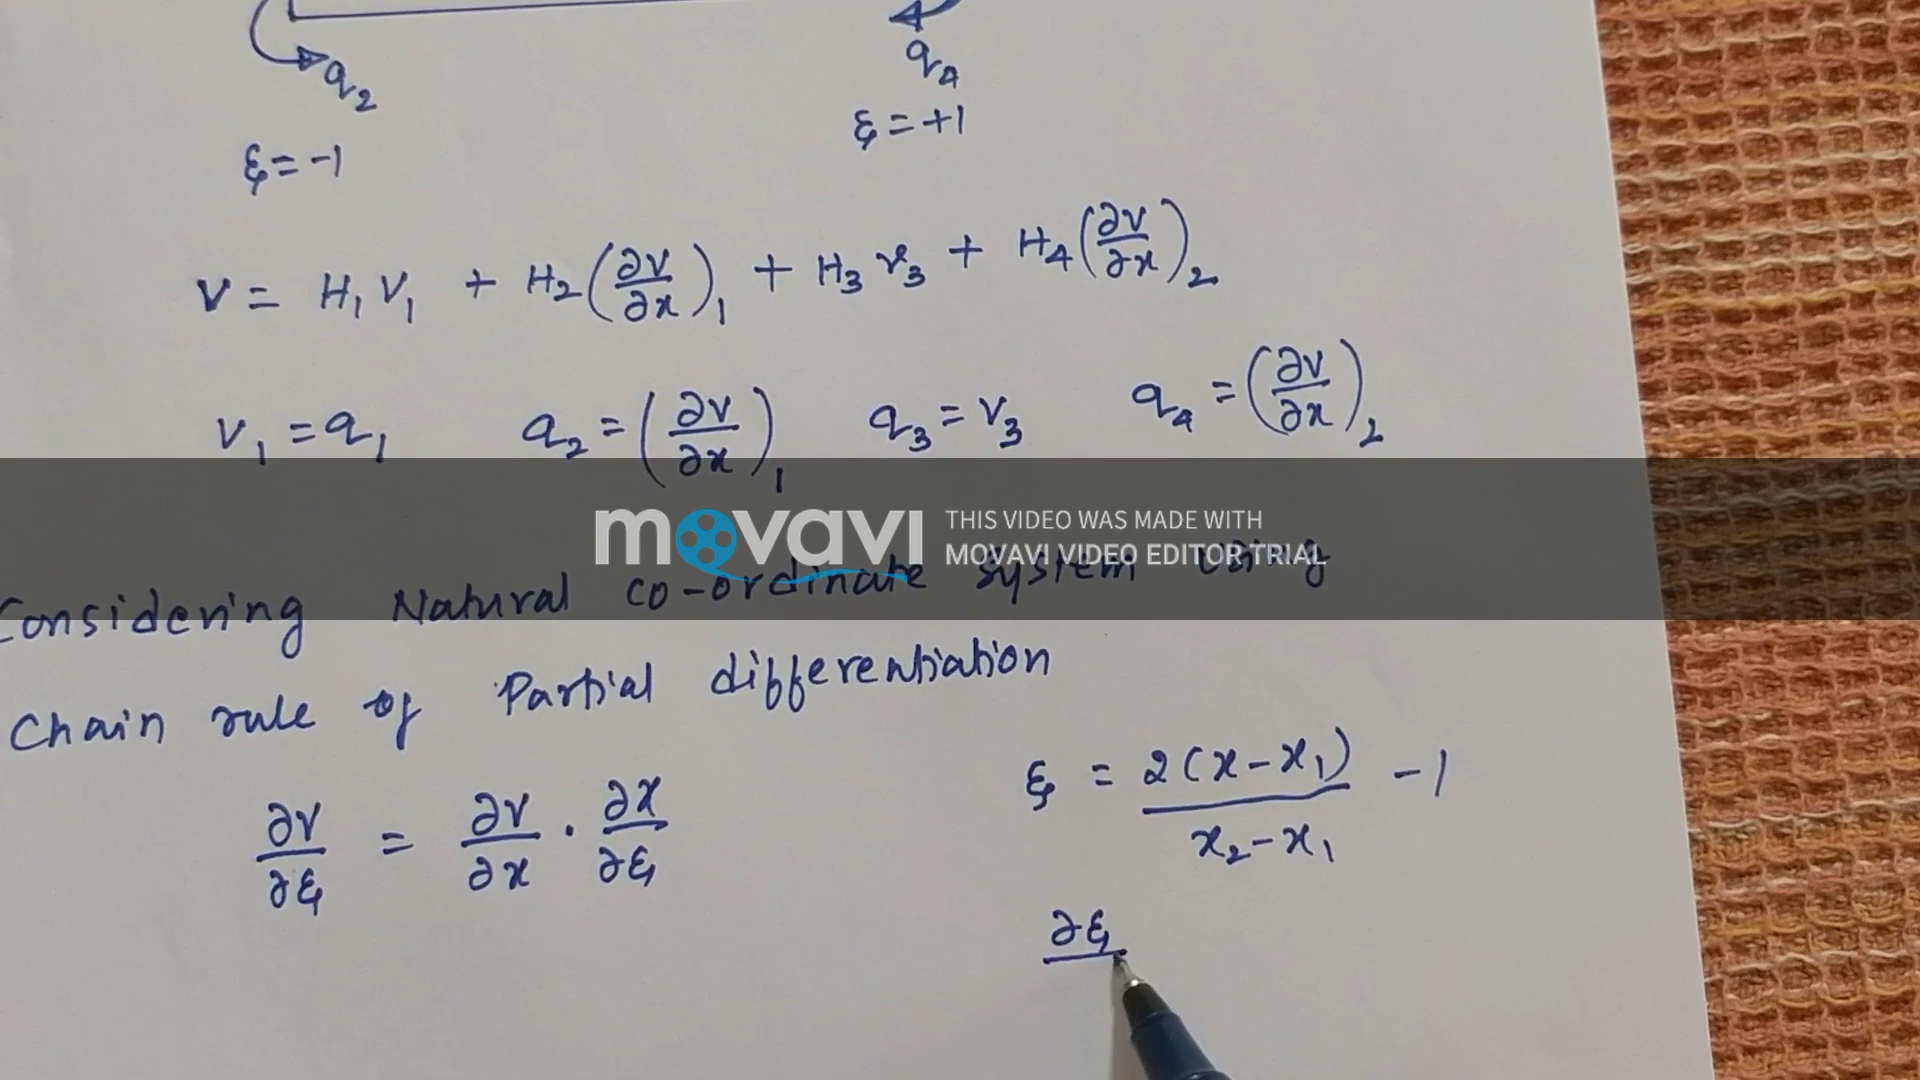 q2
q4
ξ = +1
ξ = -1
V = H1 V1 + H2 (∂V/∂x)1 + H3 V3 + H4 (∂V/∂x)2
V1 = q1 q2 = (∂V/∂x)1 q3 = V3 q4 = (∂V/∂x)2
movavi THIS VIDEO WAS MADE WITH
MOVAVI VIDEO EDITOR TRIAL
Considering Natural co-ordinate system using
Chain rule of Partial differentiation
∂V/∂ξ = ∂V/∂x · ∂x/∂ξ
ξ = 2(x-x1)/x2-x1 -1
∂ξ